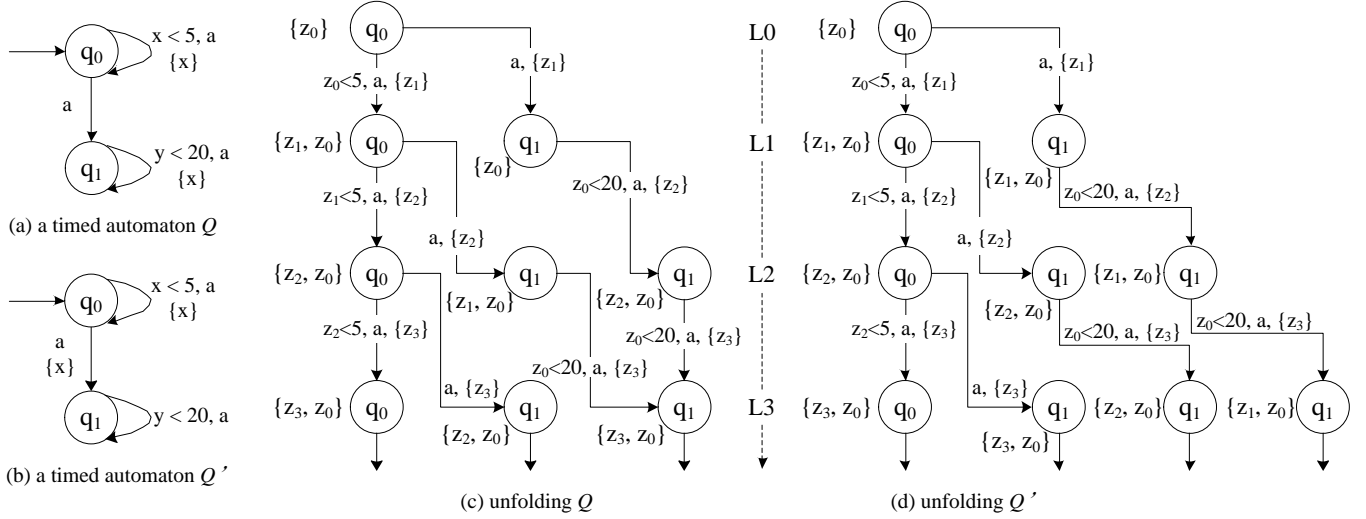 x < 5, a
{x}
q0
a
y < 20, a
{x}
q1
(a) a timed automaton Q
x < 5, a
{x}
q0
a
{x}
y < 20, a
q1
(b) a timed automaton Q'
{z0}
q0
a, {z1}
z0<5, a, {z1}
{z1, z0}
q0
q1
{z0}
z0<20, a, {z2}
z1<5, a, {z2}
a, {z2}
{z2, z0}
q0
q1
q1
{z1, z0}
{z2, z0}
z2<5, a, {z3}
z0<20, a, {z3}
z0<20, a, {z3}
a, {z3}
{z3, z0}
q0
q1
q1
{z2, z0}
{z3, z0}
(c) unfolding Q
L0
L1
L2
L3
{z0}
q0
a, {z1}
z0<5, a, {z1}
{z1, z0}
q0
q1
{z1, z0}
z0<20, a, {z2}
z1<5, a, {z2}
a, {z2}
{z2, z0}
q0
q1
{z1, z0}
q1
{z2, z0}
z2<5, a, {z3}
z0<20, a, {z3}
z0<20, a, {z3}
a, {z3}
{z3, z0}
q0
q1
{z2, z0}
q1
{z1, z0}
q1
{z3, z0}
(d) unfolding Q'